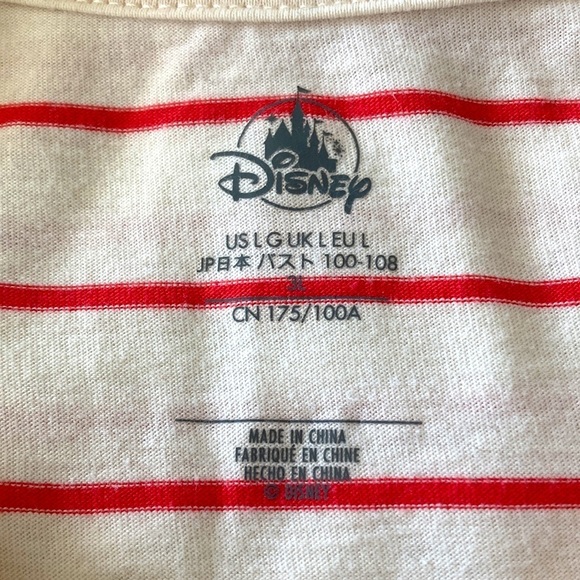 Disney
US L G UK L EU L
JP日本 バスト 100-108
CN 175/100A
MADE IN CHINA
FABRIQUÉ EN CHINE
HECHO EN CHINA
© DISNEY